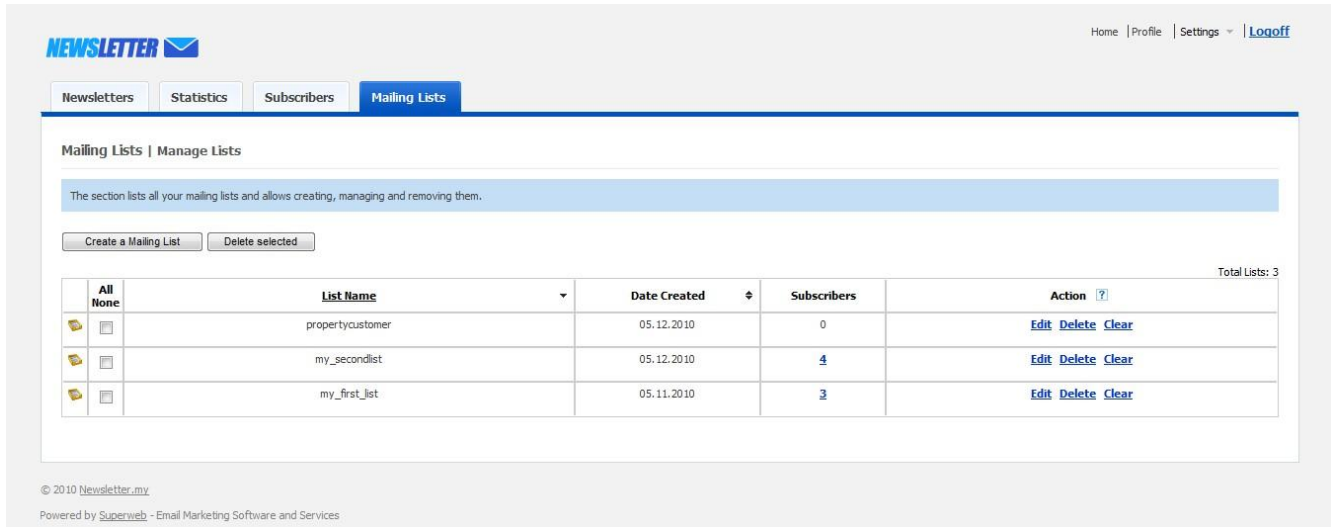 Home | Profile | Settings | Logoff
NEWSLETTER
Newsletters Statistics Subscribers Mailing Lists
Mailing Lists | Manage Lists
The section lists all your mailing lists and allows creating, managing and removing them.
Create a Mailing List Delete selected
Total Lists: 3
All None List Name Date Created Subscribers Action ?
propertycustomer 05.12.2010 0 Edit Delete Clear
my_secondlist 05.12.2010 4 Edit Delete Clear
my_first_list 05.11.2010 3 Edit Delete Clear
© 2010 Newsletter.my
Powered by Superweb - Email Marketing Software and Services